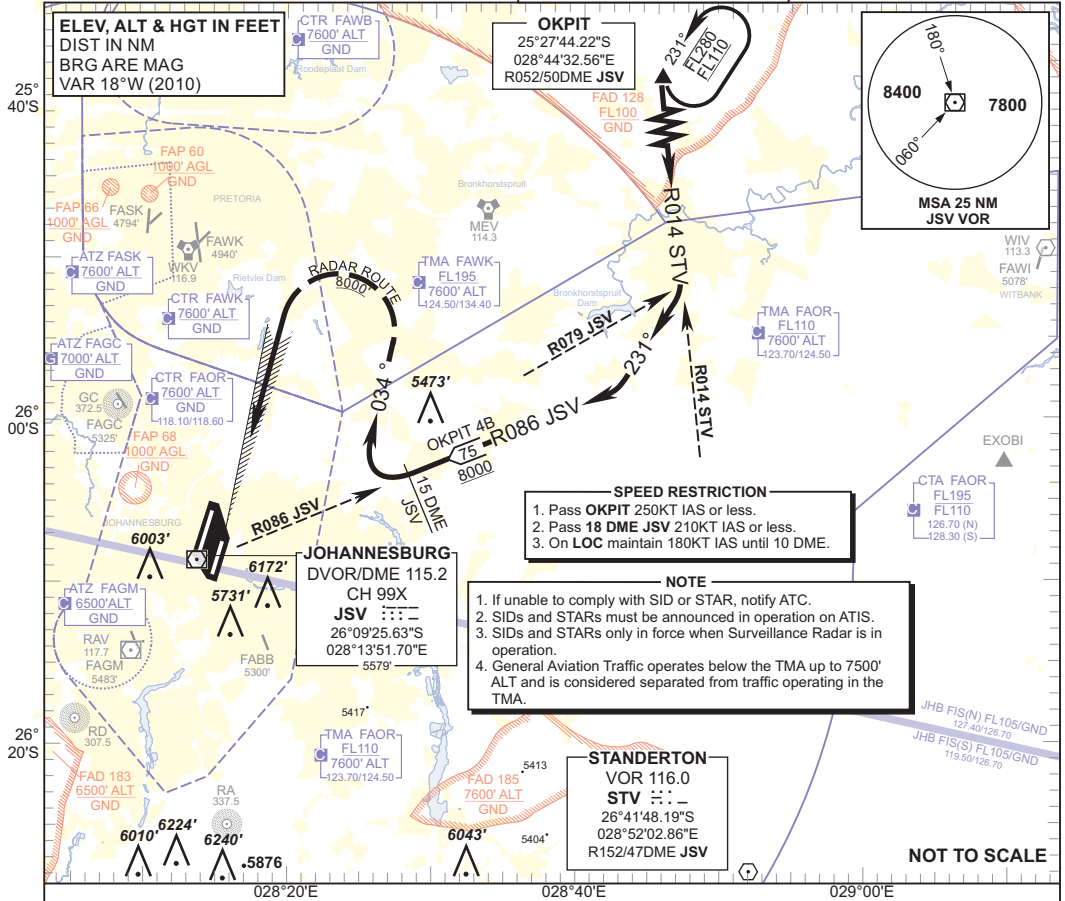 ELEV, ALT & HGT IN FEET
DIST IN NM
BRG ARE MAG
VAR 18°W (2010)
CTR FAWB
C 7600' ALT
GND
Roodeplaat Dam
OKPIT
25°27'44.22"S
028°44'32.56"E
R052/50DME JSV
231°
FL280
FL110
FAD 128
FL100
GND
180°
8400
7800
060°
MSA 25 NM
JSV VOR
25°
40'S
FAP 60
1000' AGL
GND
FAP 66
1000' AGL
GND
FASK
4794'
PRETORIA
FAWK
4940'
WKV
116.9
Bronkhorstspruit
MEV
114.3
R014 STV
WIV
113.3
FAWI
5078'
WITBANK
ATZ FASK
C 7600' ALT
GND
Rietvlei Dam
RADAR ROUTE
8000
TMA FAWK
FL195
C 7600' ALT
124.50/134.40
CTR FAWK
C 7600' ALT
GND
Bronkhorstspruit
Dam
TMA FAOR
FL110
C 7600' ALT
123.70/124.50
R079 JSV
ATZ FAGC
G 7000' ALT
GND
231°
R014 STV
CTR FAOR
C 7600' ALT
GND
118.10/118.60
034°
5473'
GC
372.5
FAGC
5325'
26°
00'S
OKPIT 4B
R086 JSV
75
8000
EXOBI
FAP 68
1000' AGL
GND
15 DME
JSV
CTA FAOR
FL195
C FL110
126.70 (N)
128.30 (S)
R086 JSV
SPEED RESTRICTION
1. Pass OKPIT 250KT IAS or less.
2. Pass 18 DME JSV 210KT IAS or less.
3. On LOC maintain 180KT IAS until 10 DME.
JOHANNESBURG
6003'
JOHANNESBURG
DVOR/DME 115.2
CH 99X
JSV
26°09'25.63"S
028°13'51.70"E
5579'
6172'
5731'
NOTE
1. If unable to comply with SID or STAR, notify ATC.
2. SIDs and STARs must be announced in operation on ATIS.
3. SIDs and STARs only in force when Surveillance Radar is in
operation.
4. General Aviation Traffic operates below the TMA up to 7500'
ALT and is considered separated from traffic operating in the
TMA.
ATZ FAGM
C 6500'ALT
GND
RAV
117.7
FAGM
5483'
FABB
5300'
5417
RD
307.5
26°
20'S
TMA FAOR
FL110
C 7600' ALT
123.70/124.50
JHB FIS(N) FL105/GND
127.40/126.70
JHB FIS(S) FL105/GND
119.50/126.70
FAD 183
6500' ALT
GND
RA
337.5
FAD 185
7600' ALT
GND
5413
STANDERTON
VOR 116.0
STV
26°41'48.19"S
028°52'02.86"E
R152/47DME JSV
6010'
6224'
6240'
.5876
6043'
5404
NOT TO SCALE
028°20'E
028°40'E
029°00'E